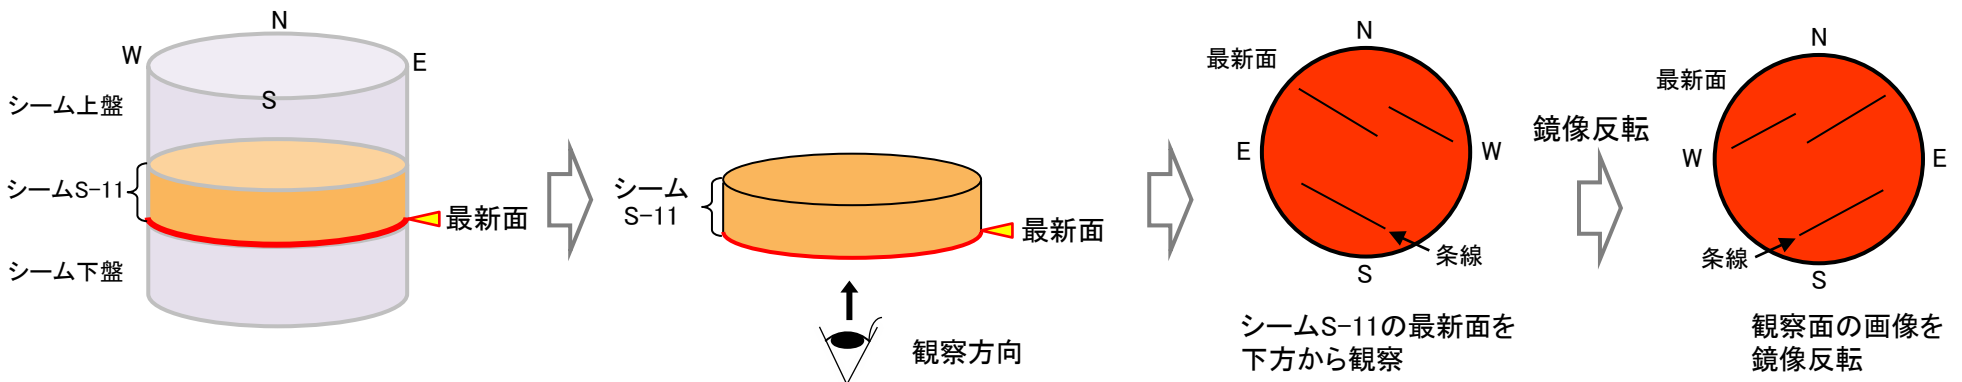 N
W
E
S
シーム上盤
シームS-11
最新面
シーム下盤
シーム
S-11
最新面
観察方向
N
最新面
E
W
条線
S
シームS-11の最新面を
下方から観察
鏡像反転
N
最新面
W
E
条線
S
観察面の画像を
鏡像反転